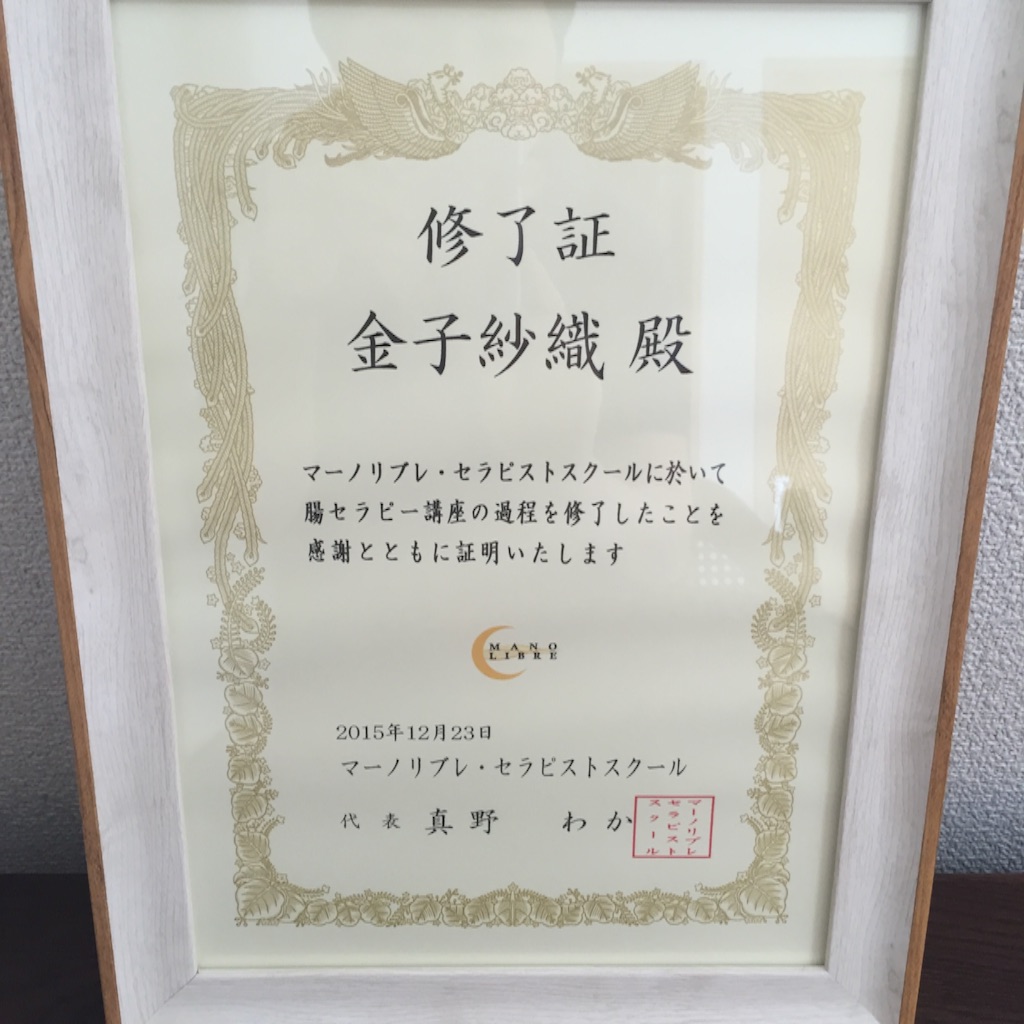 修了証
金子紗織 殿
マーノリブレ・セラピストスクールに於いて
腸セラピー講座の過程を修了したことを
感謝とともに証明いたします
MANO
LIBRE
2015年12月23日
マーノリブレ・セラピストスクール
代表 真野 わか
マーノリブレ
セラピスト
スクール